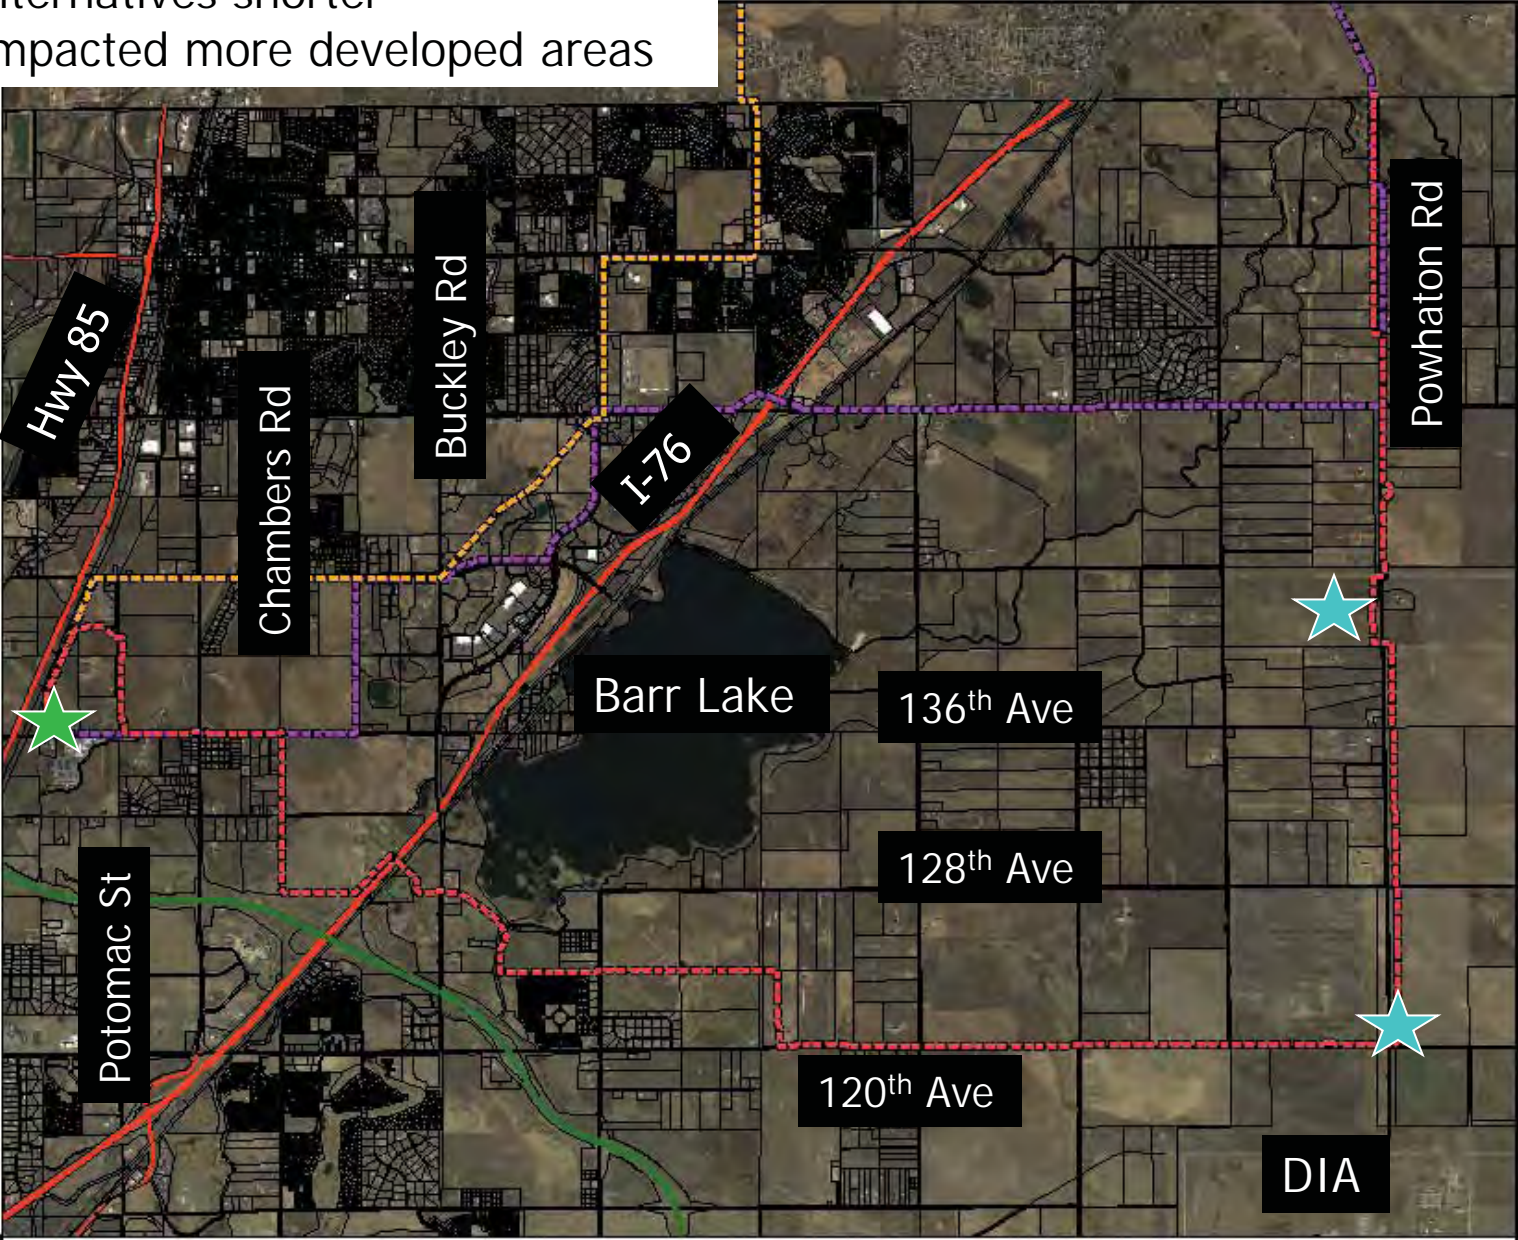 mpacted more developed areas
Powhaton Rd
Buckley Rd
Hwy 85
Chambers Rd
I-76
Barr Lake
136th Ave
128th Ave
Potomac St
120th Ave
DIA